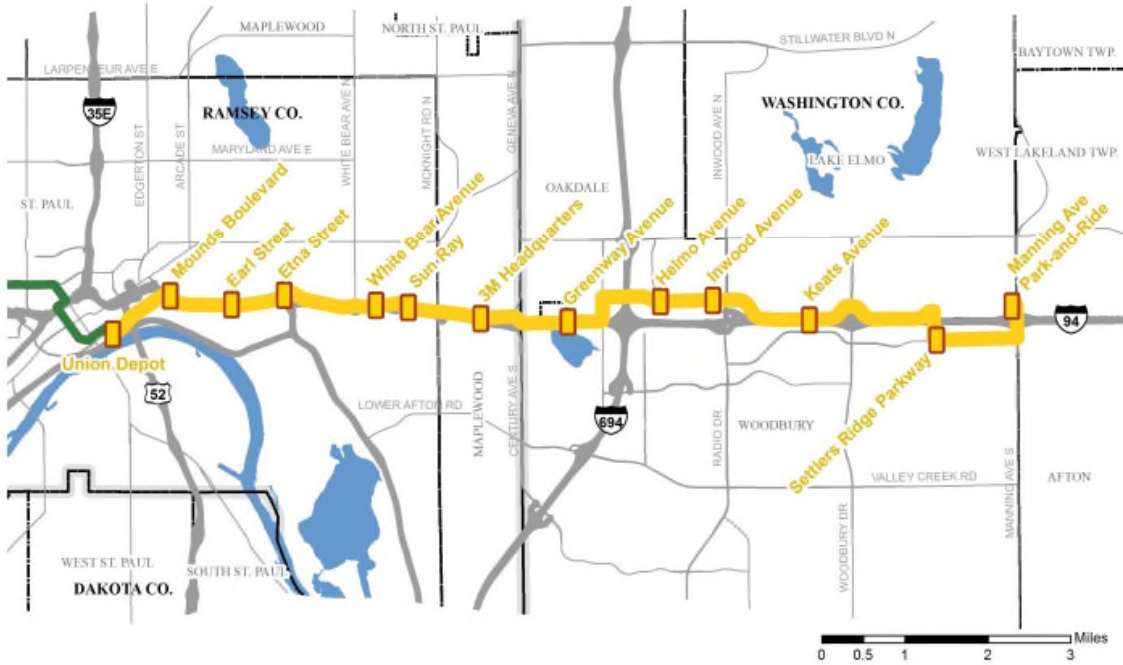 MAPLEWOOD
NORTH ST. PAUL
STILLWATER BLVD N
BAYTOWN TWP.
LARPENTEUR AVE E
35E
RAMSEY CO.
WASHINGTON CO.
EDGERTON ST
ARCADE ST
MARYLAND AVE E
WHITE BEAR AVE N
MCKNIGHT RD N
GENEVA AVE N
INWOOD AVE N
LAKE ELMO
WEST LAKELAND TWP.
OAKDALE
ST. PAUL
Mounds Boulevard
Earl Street
Etna Street
White Bear Avenue
Sun Ray
3M Headquarters
Greenway Avenue
Helmo Avenue
Inwood Avenue
Keats Avenue
Manning Ave
Park-and-Ride
94
Union Depot
Settlers Ridge Parkway
52
LOWER AFTON RD
MAPLEWOOD
CENTURY AVE S
694
RADIO DR
WOODBURY
VALLEY CREEK RD
WOODBURY DR
MANNING AVE S
AFTON
WEST ST. PAUL
SOUTH ST. PAUL
DAKOTA CO.
Miles
0 0.5 1 2 3